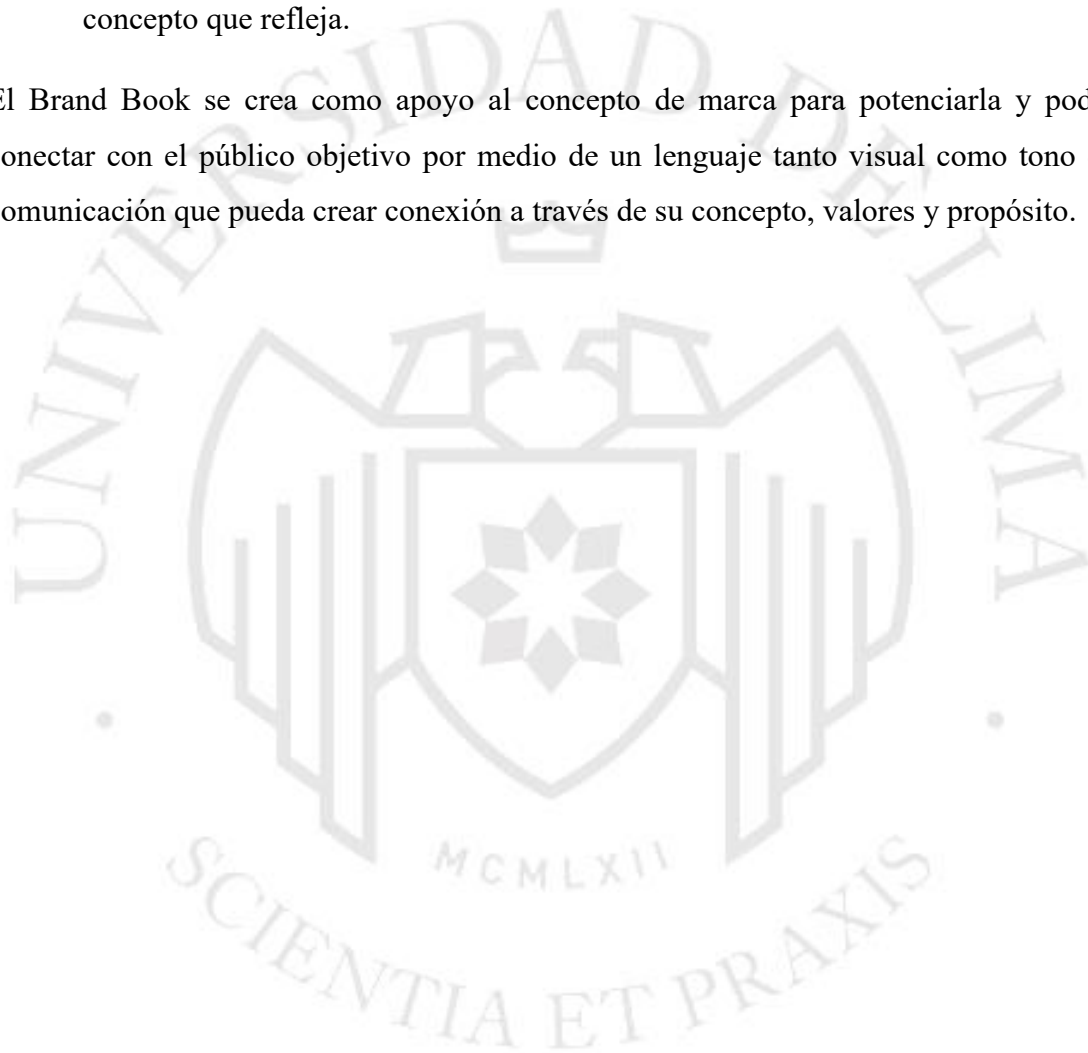 concepto que refleja.
El Brand Book se crea como apoyo al concepto de marca para potenciarla y pod
onectar con el público objetivo por medio de un lenguaje tanto visual como tono
omunicación que pueda crear conexión a través de su concepto, valores y propósito.
UNIVERSIDAD DE LIMA
MCMLXII
SCIENTIA ET PRAXIS